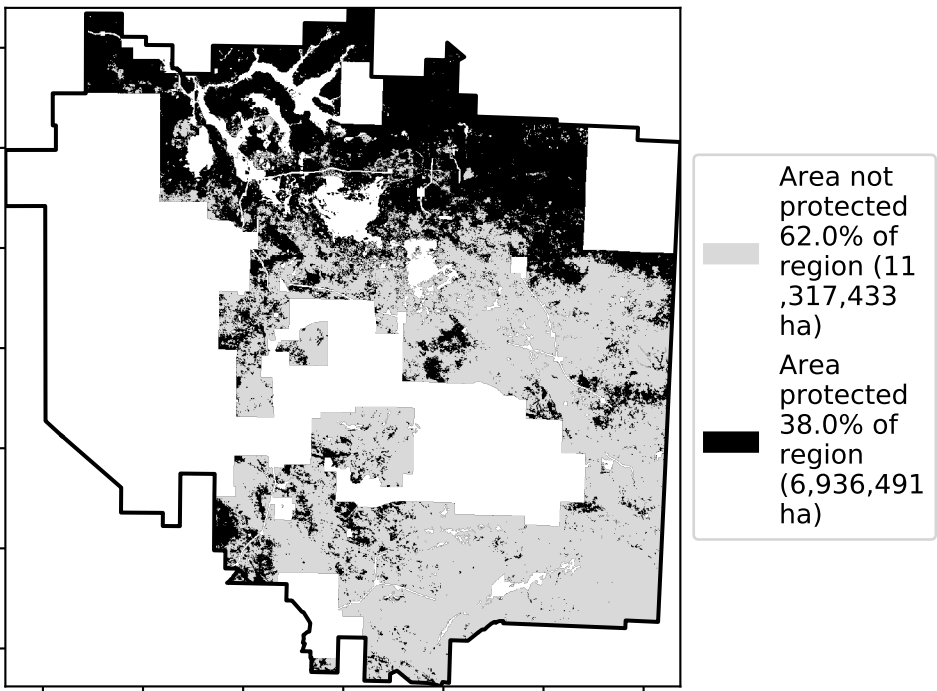 Area not
protected
62.0% of
region (11
,317,433
ha)
Area
protected
38.0% of
region
(6,936,491
ha)